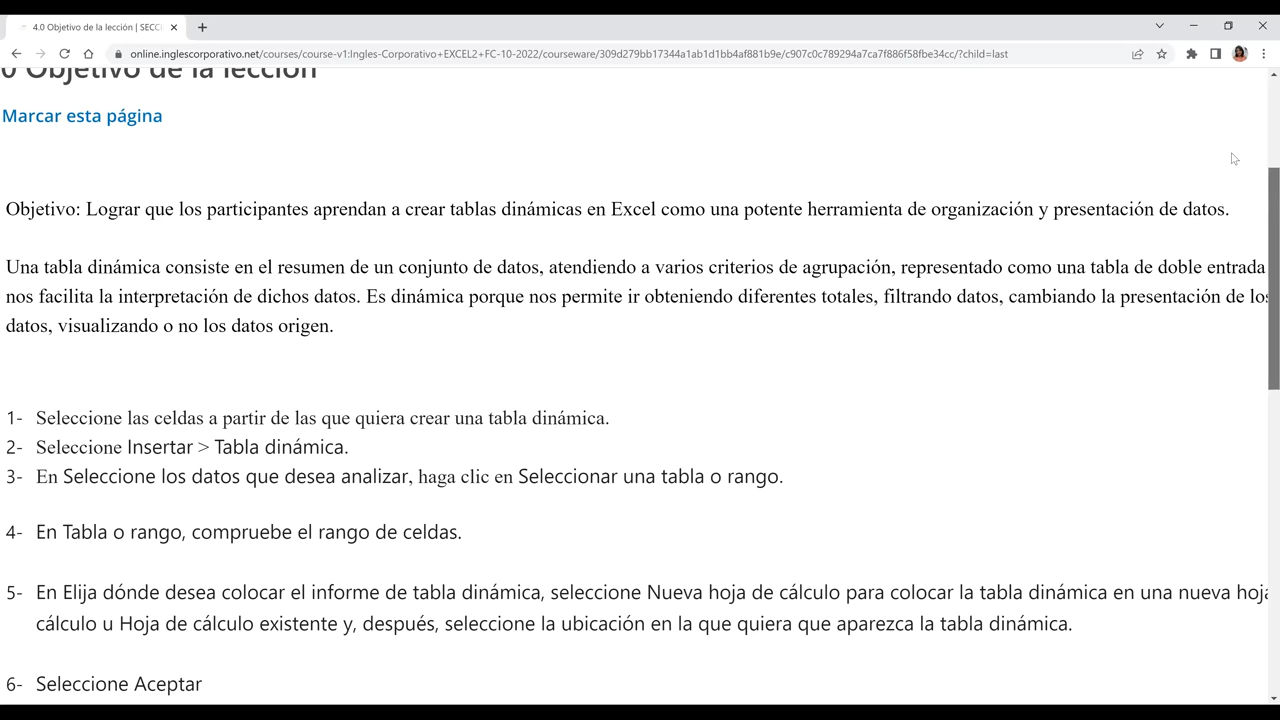 4.0 Objetivo de la lección | SECCI
online.inglescorporativo.net/courses/course-v1:Ingles-Corporativo+EXCEL2+FC-10-2022/courseware/309d279bb17344a1ab1d1bb4af881b9e/c907c0c789294a7ca7f886f58fbe34cc/?child=last
0 Objetivo de la lección
Marcar esta página
Objetivo: Lograr que los participantes aprendan a crear tablas dinámicas en Excel como una potente herramienta de organización y presentación de datos.
Una tabla dinámica consiste en el resumen de un conjunto de datos, atendiendo a varios criterios de agrupación, representado como una tabla de doble entrada
nos facilita la interpretación de dichos datos. Es dinámica porque nos permite ir obteniendo diferentes totales, filtrando datos, cambiando la presentación de los
datos, visualizando o no los datos origen.
1- Seleccione las celdas a partir de las que quiera crear una tabla dinámica.
2- Seleccione Insertar > Tabla dinámica.
3- En Seleccione los datos que desea analizar, haga clic en Seleccionar una tabla o rango.
4- En Tabla o rango, compruebe el rango de celdas.
5- En Elija dónde desea colocar el informe de tabla dinámica, seleccione Nueva hoja de cálculo para colocar la tabla dinámica en una nueva hoja
cálculo u Hoja de cálculo existente y, después, seleccione la ubicación en la que quiera que aparezca la tabla dinámica.
6- Seleccione Aceptar